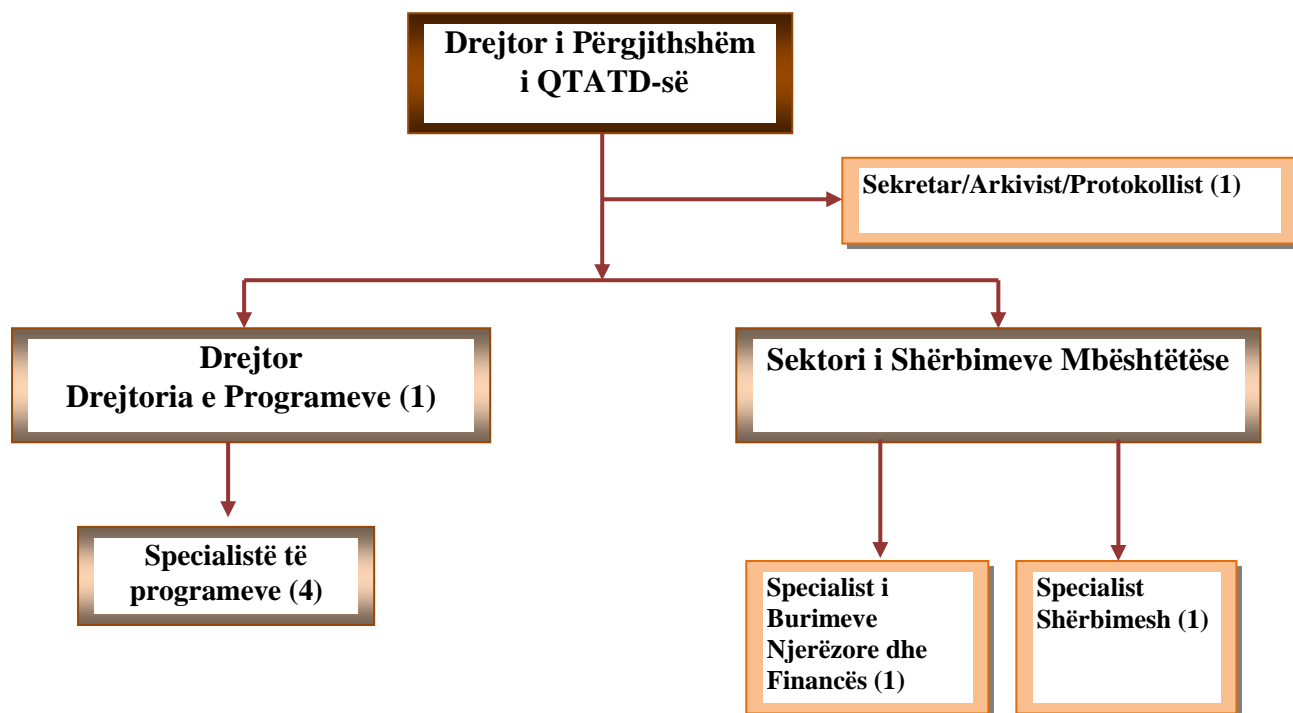 Drejtor i Përgjithshëm
i QTATD-së
Sekretar/Arkivist/Protokollist (1)
Drejtor
Drejtoria e Programeve (1)
Sektori i Shërbimeve Mbështëtëse
Specialistë të
programeve (4)
Specialist i
Burimeve
Njerëzore dhe
Financës (1)
Specialist
Shërbimesh (1)